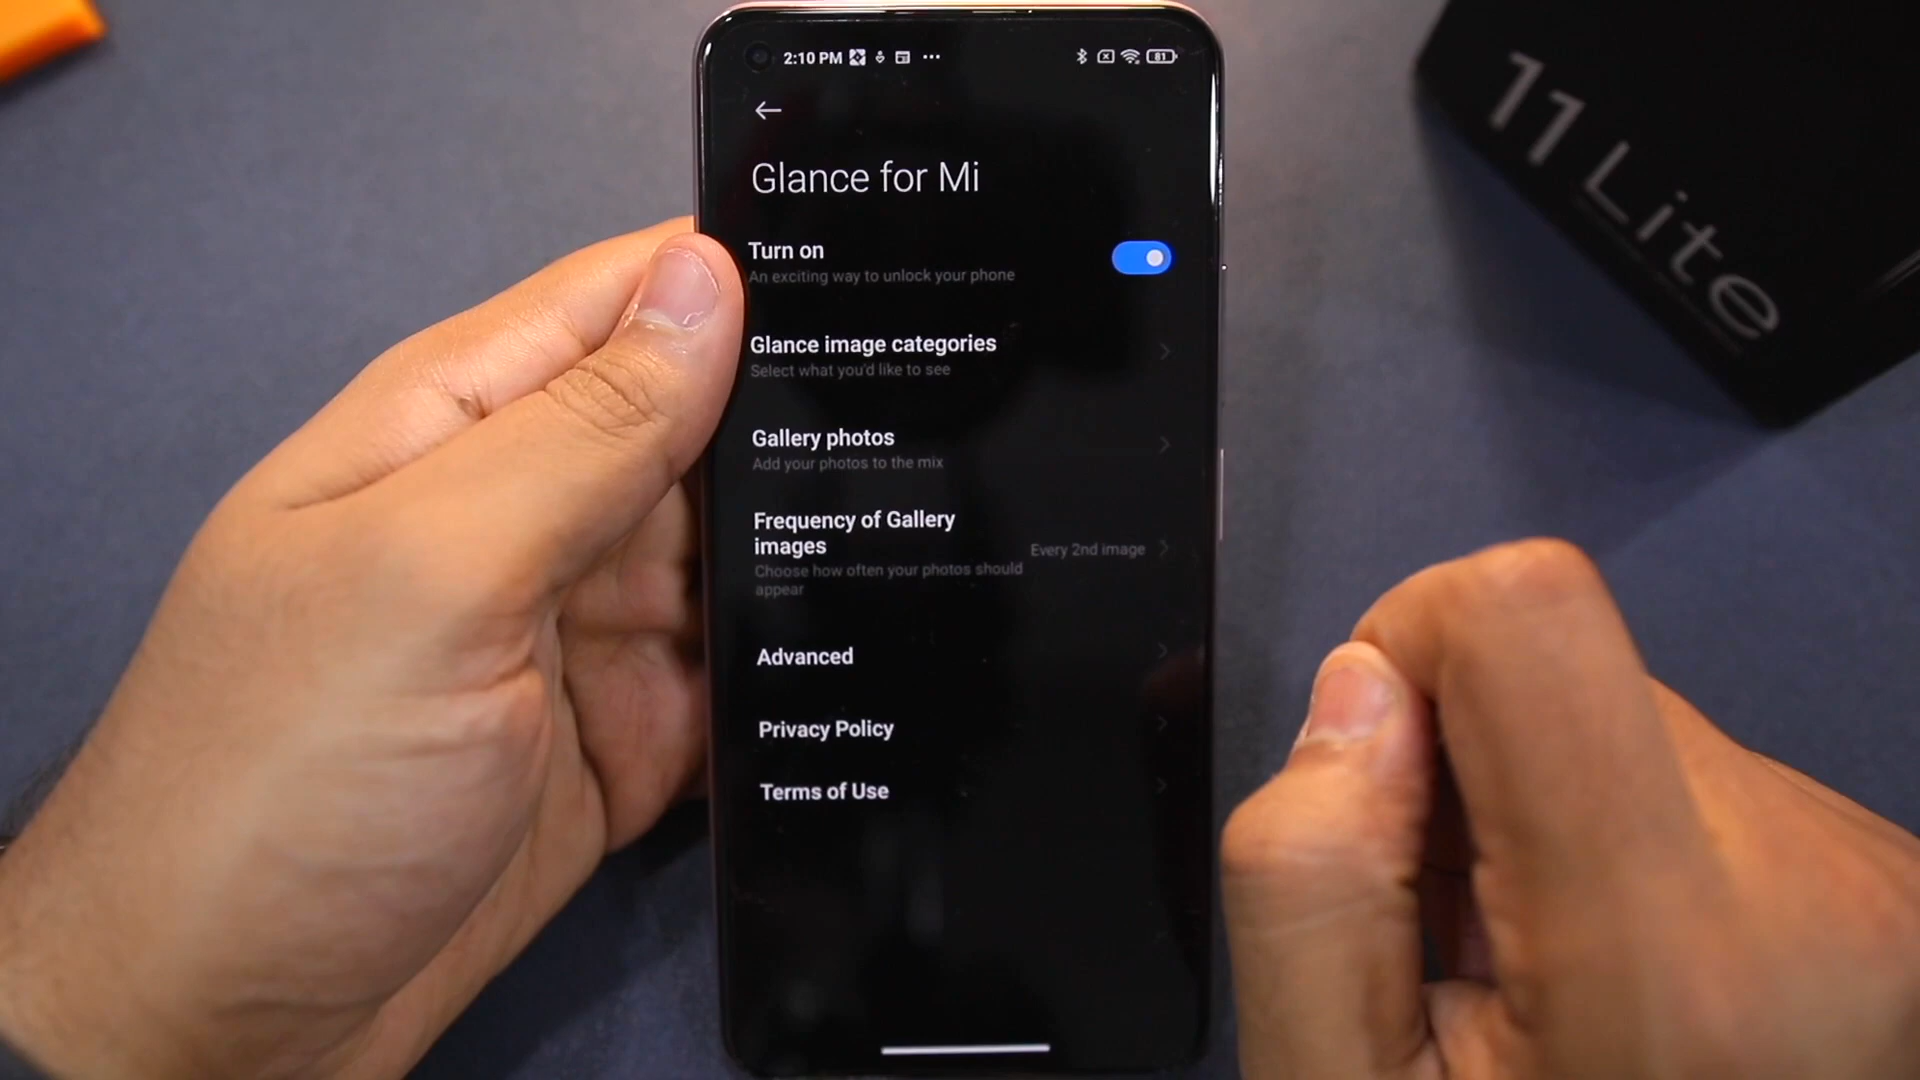 2:10 PM
81
Glance for Mi
Turn on
An exciting way to unlock your phone
Glance image categories
Select what you'd like to see
Gallery photos
Add your photos to the mix
Frequency of Gallery
images
Every 2nd image
Choose how often your photos should
appear
Advanced
Privacy Policy
Terms of Use
11 Lite